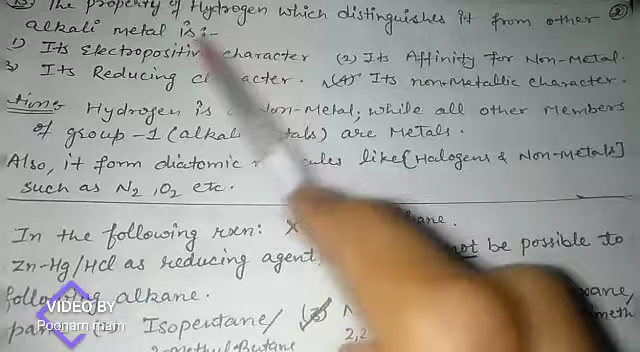 The property of Hydrogen which distinguishes it from other
alkali metal is:-
1) Its Electropositive character (2) Its Affinity for Non-Metal.
3) Its Reducing character. (4) Its non-metallic character.
Hydrogen is Non-Metal, while all other Members
of group-1 (alkali metals) are Metals.
Also, it form diatomic like [Halogens & Non-Metals]
such as N2, O2 etc.
In the following rxn: X
not be possible to
Zn-Hg/HCl as reducing agent,
following alkane.
Isopentane/
2,2
2-methyl Butane
VIDEO BY
Poonam mam